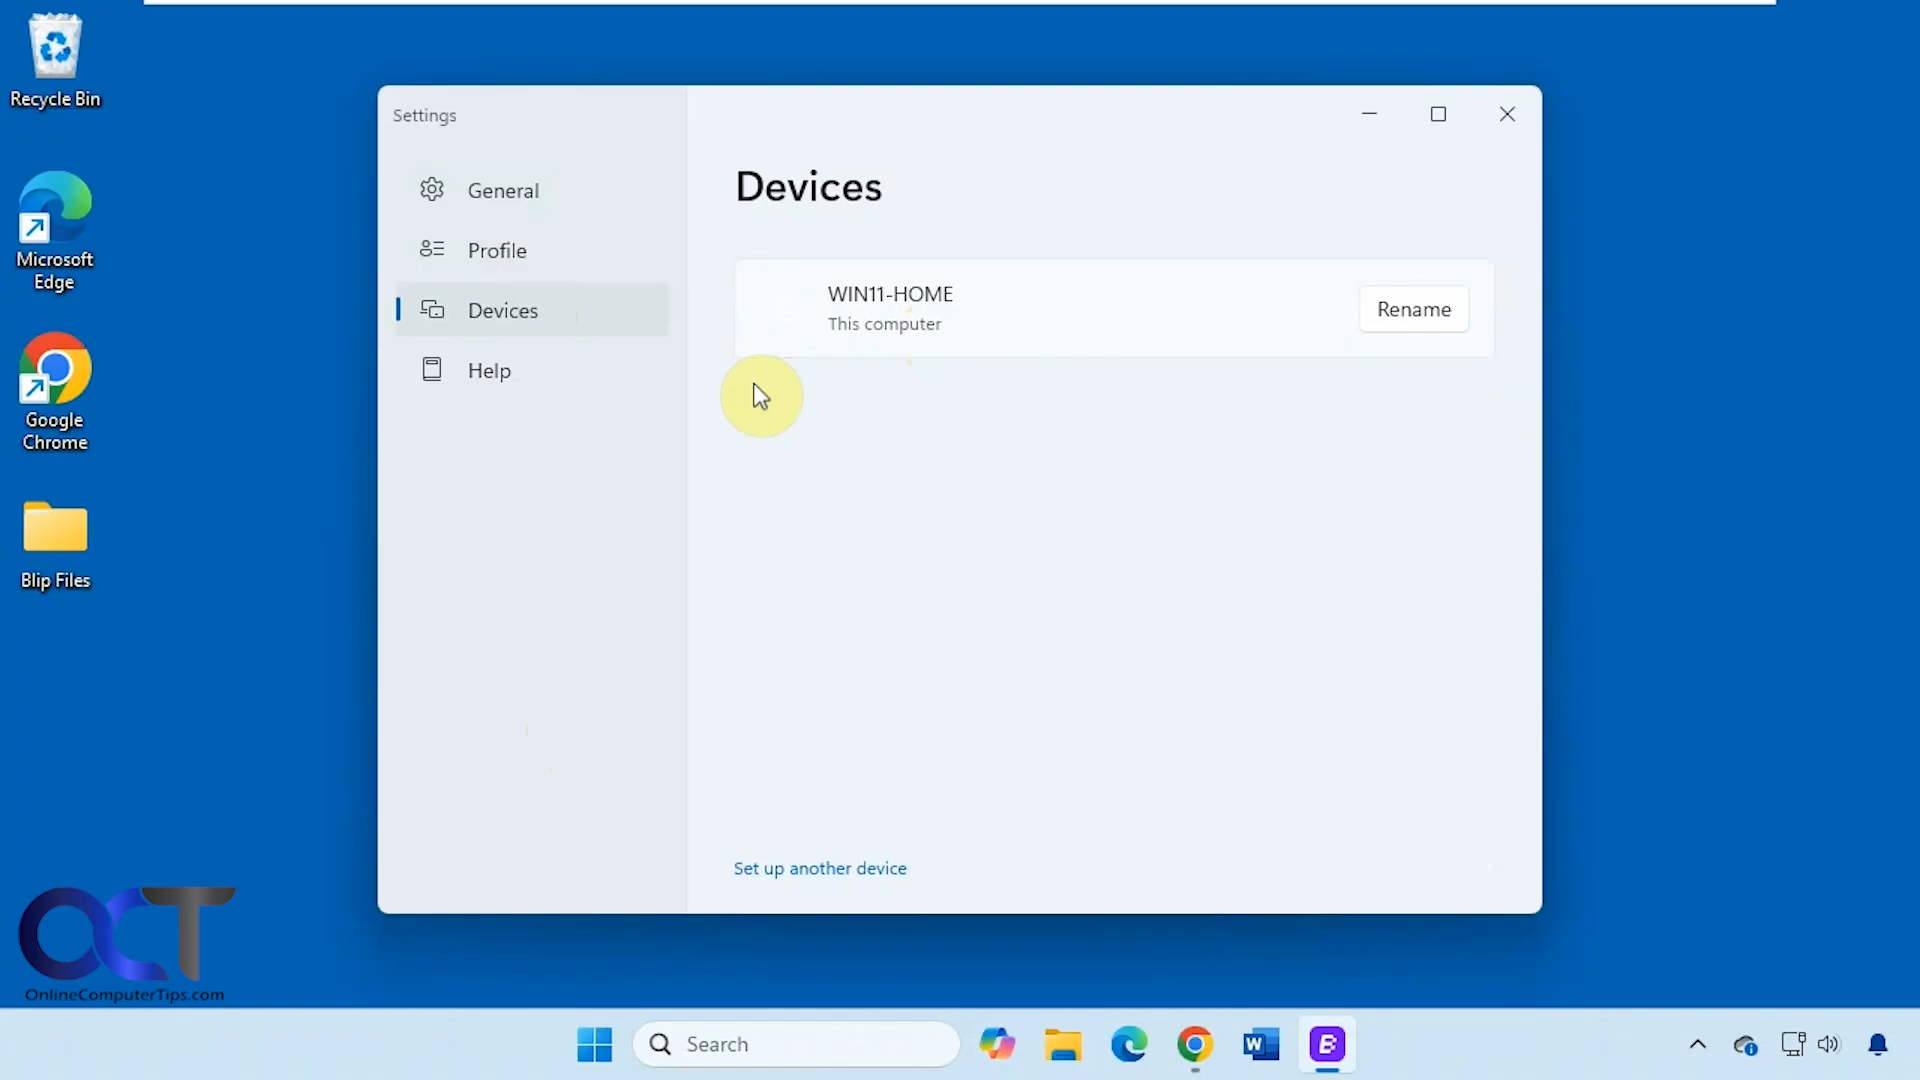 Recycle Bin
Microsoft
Edge
Google
Chrome
Blip Files
Settings
General
Profile
Devices
Help
Devices
WIN11-HOME
This computer
Rename
Set up another device
OCT
OnlineComputerTips.com
Search
W
B